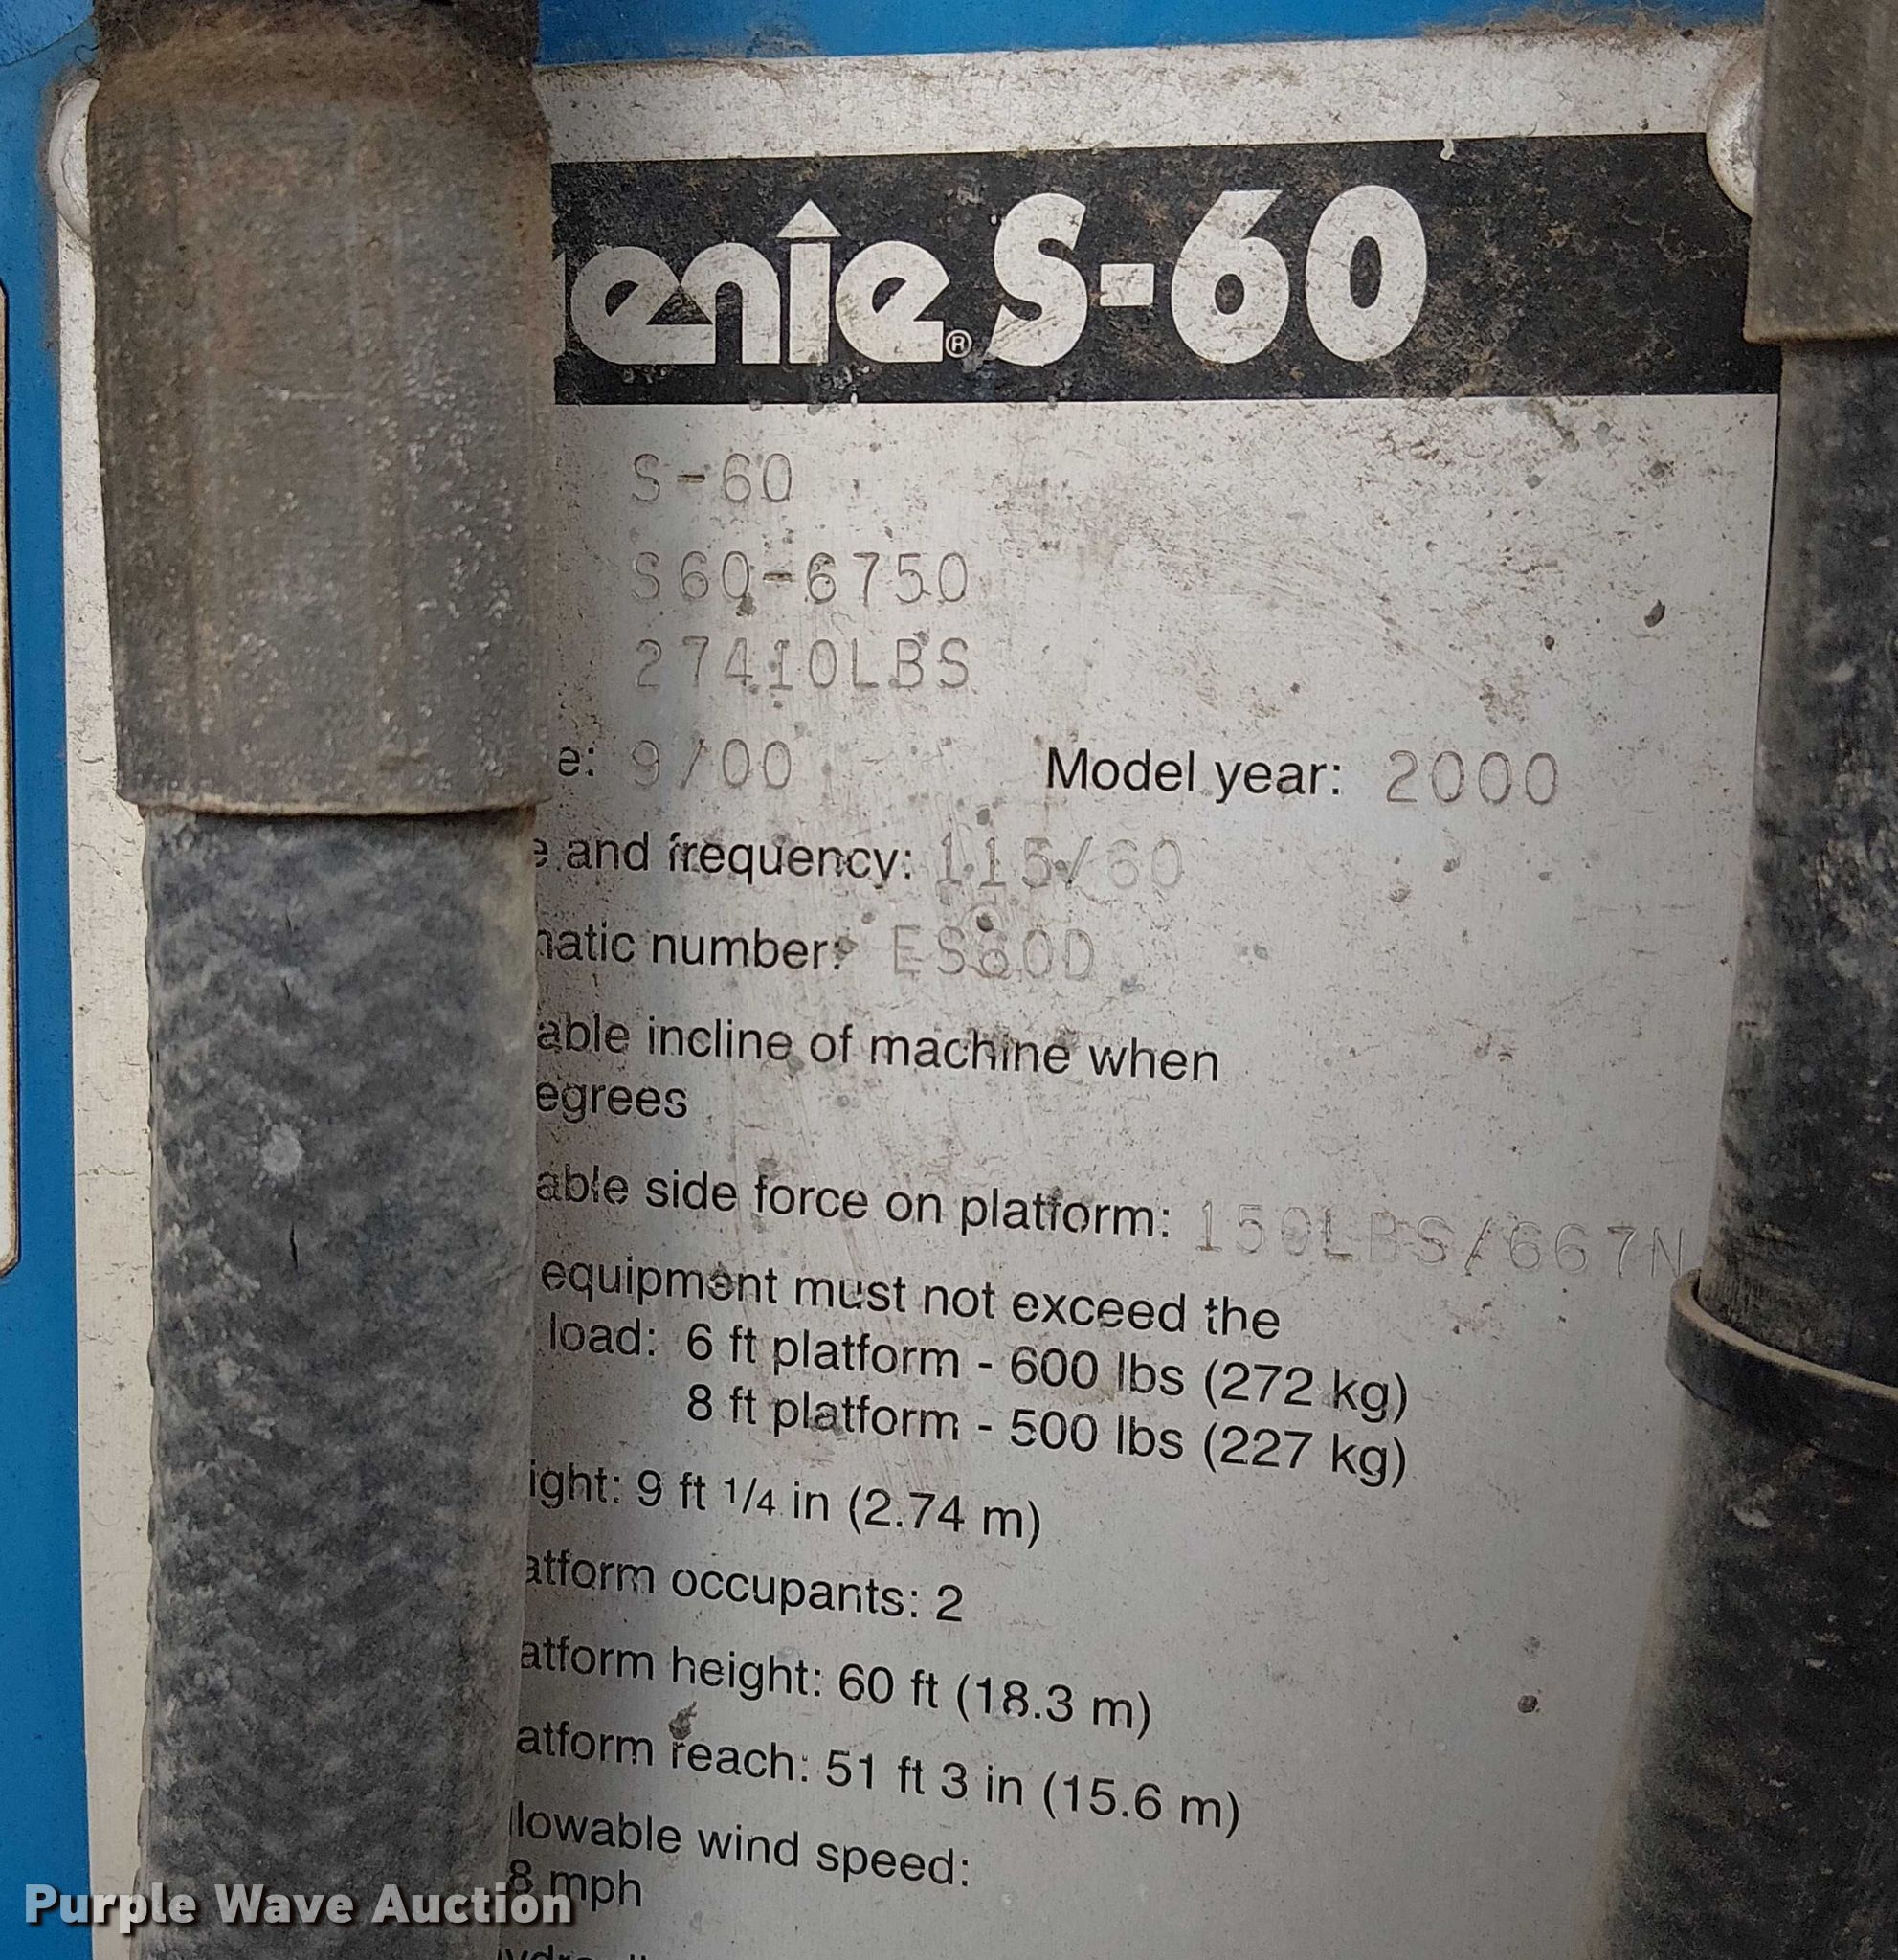 enie® S-60
S-60
S60-6750
27410LBS
e: 9/00 Model year: 2000
e and frequency: 115/60
natic number: ES60D
able incline of machine when
egrees
able side force on platform: 150LBS/667N
equipment must not exceed the
load: 6 ft platform - 600 lbs (272 kg)
8 ft platform - 500 lbs (227 kg)
ight: 9 ft 1/4 in (2.74 m)
atform occupants: 2
atform height: 60 ft (18.3 m)
atform reach: 51 ft 3 in (15.6 m)
lowable wind speed:
8 mph
Purple Wave Auction